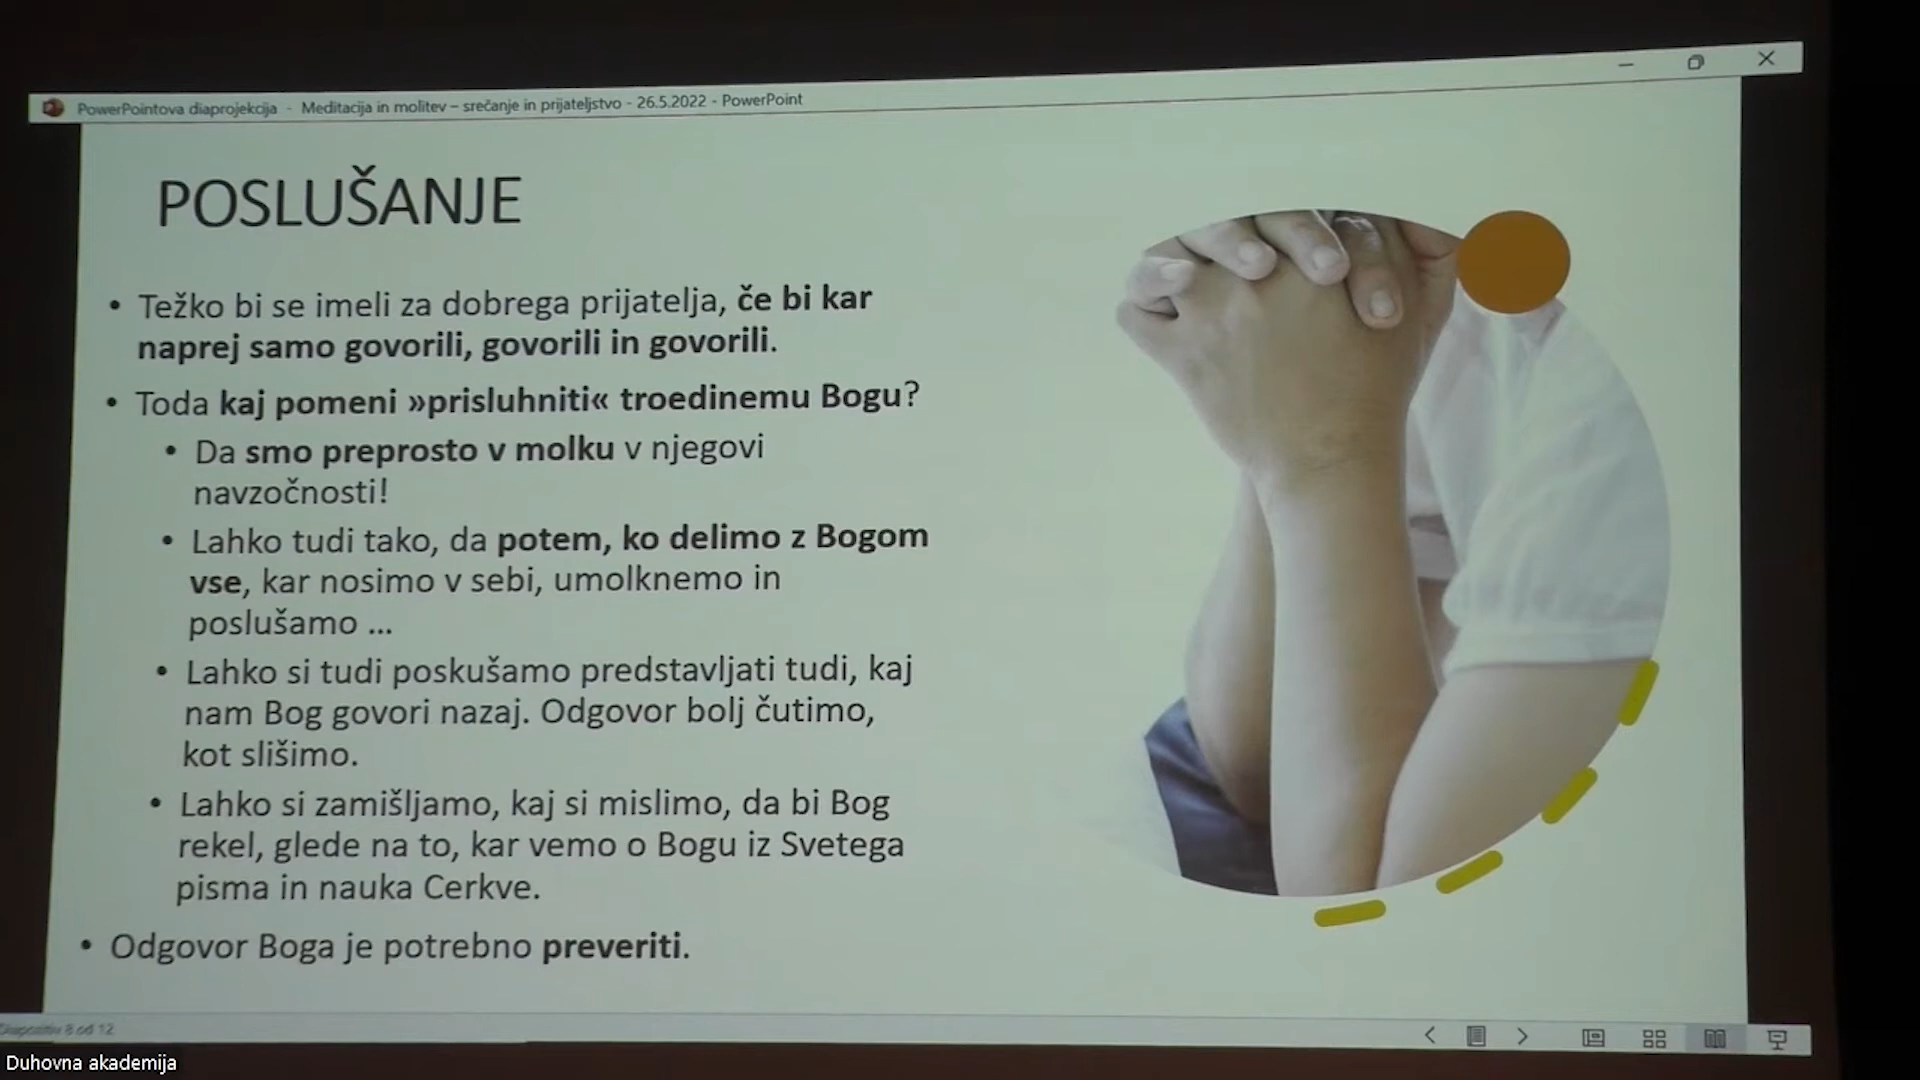 PowerPointova diaprojekcija - Meditacija in molitev – srečanje in prijateljstvo - 26.5.2022 - PowerPoint
POSLUŠANJE
• Težko bi se imeli za dobrega prijatelja, če bi kar
naprej samo govorili, govorili in govorili.
• Toda kaj pomeni »prisluhniti« troedinemu Bogu?
• Da smo preprosto v molku v njegovi
navzočnosti!
• Lahko tudi tako, da potem, ko delimo z Bogom
vse, kar nosimo v sebi, umolknemo in
poslušamo ...
• Lahko si tudi poskušamo predstavljati tudi, kaj
nam Bog govori nazaj. Odgovor bolj čutimo,
kot slišimo.
• Lahko si zamišljamo, kaj si mislimo, da bi Bog
rekel, glede na to, kar vemo o Bogu iz Svetega
pisma in nauka Cerkve.
• Odgovor Boga je potrebno preveriti.
Diapozitiv 8 od 12
Duhovna akademija